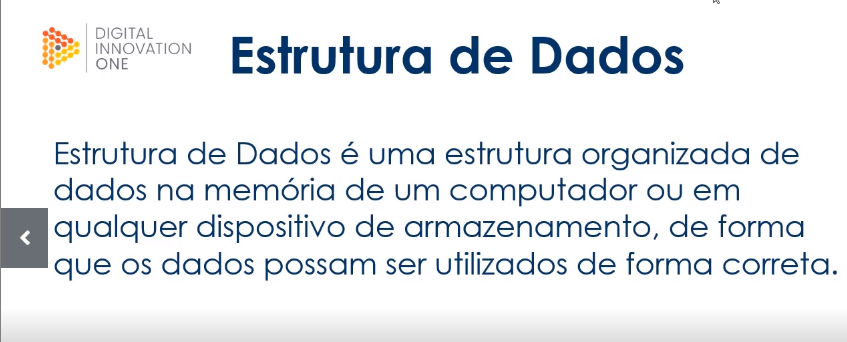 DIGITAL
INNOVATION
ONE
Estrutura de Dados
Estrutura de Dados é uma estrutura organizada de
dados na memória de um computador ou em
qualquer dispositivo de armazenamento, de forma
que os dados possam ser utilizados de forma correta.